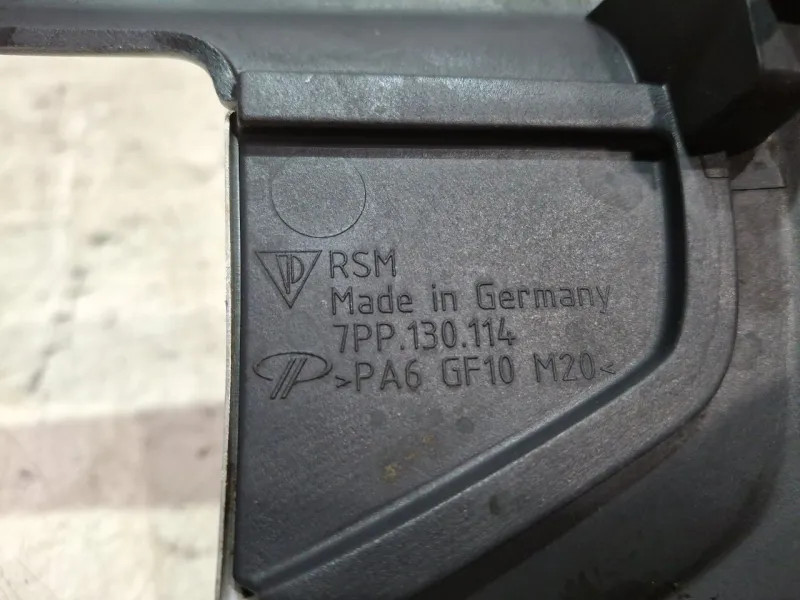 RSM
Made in Germany
7PP.130.114
>PA6 GF10 M20<